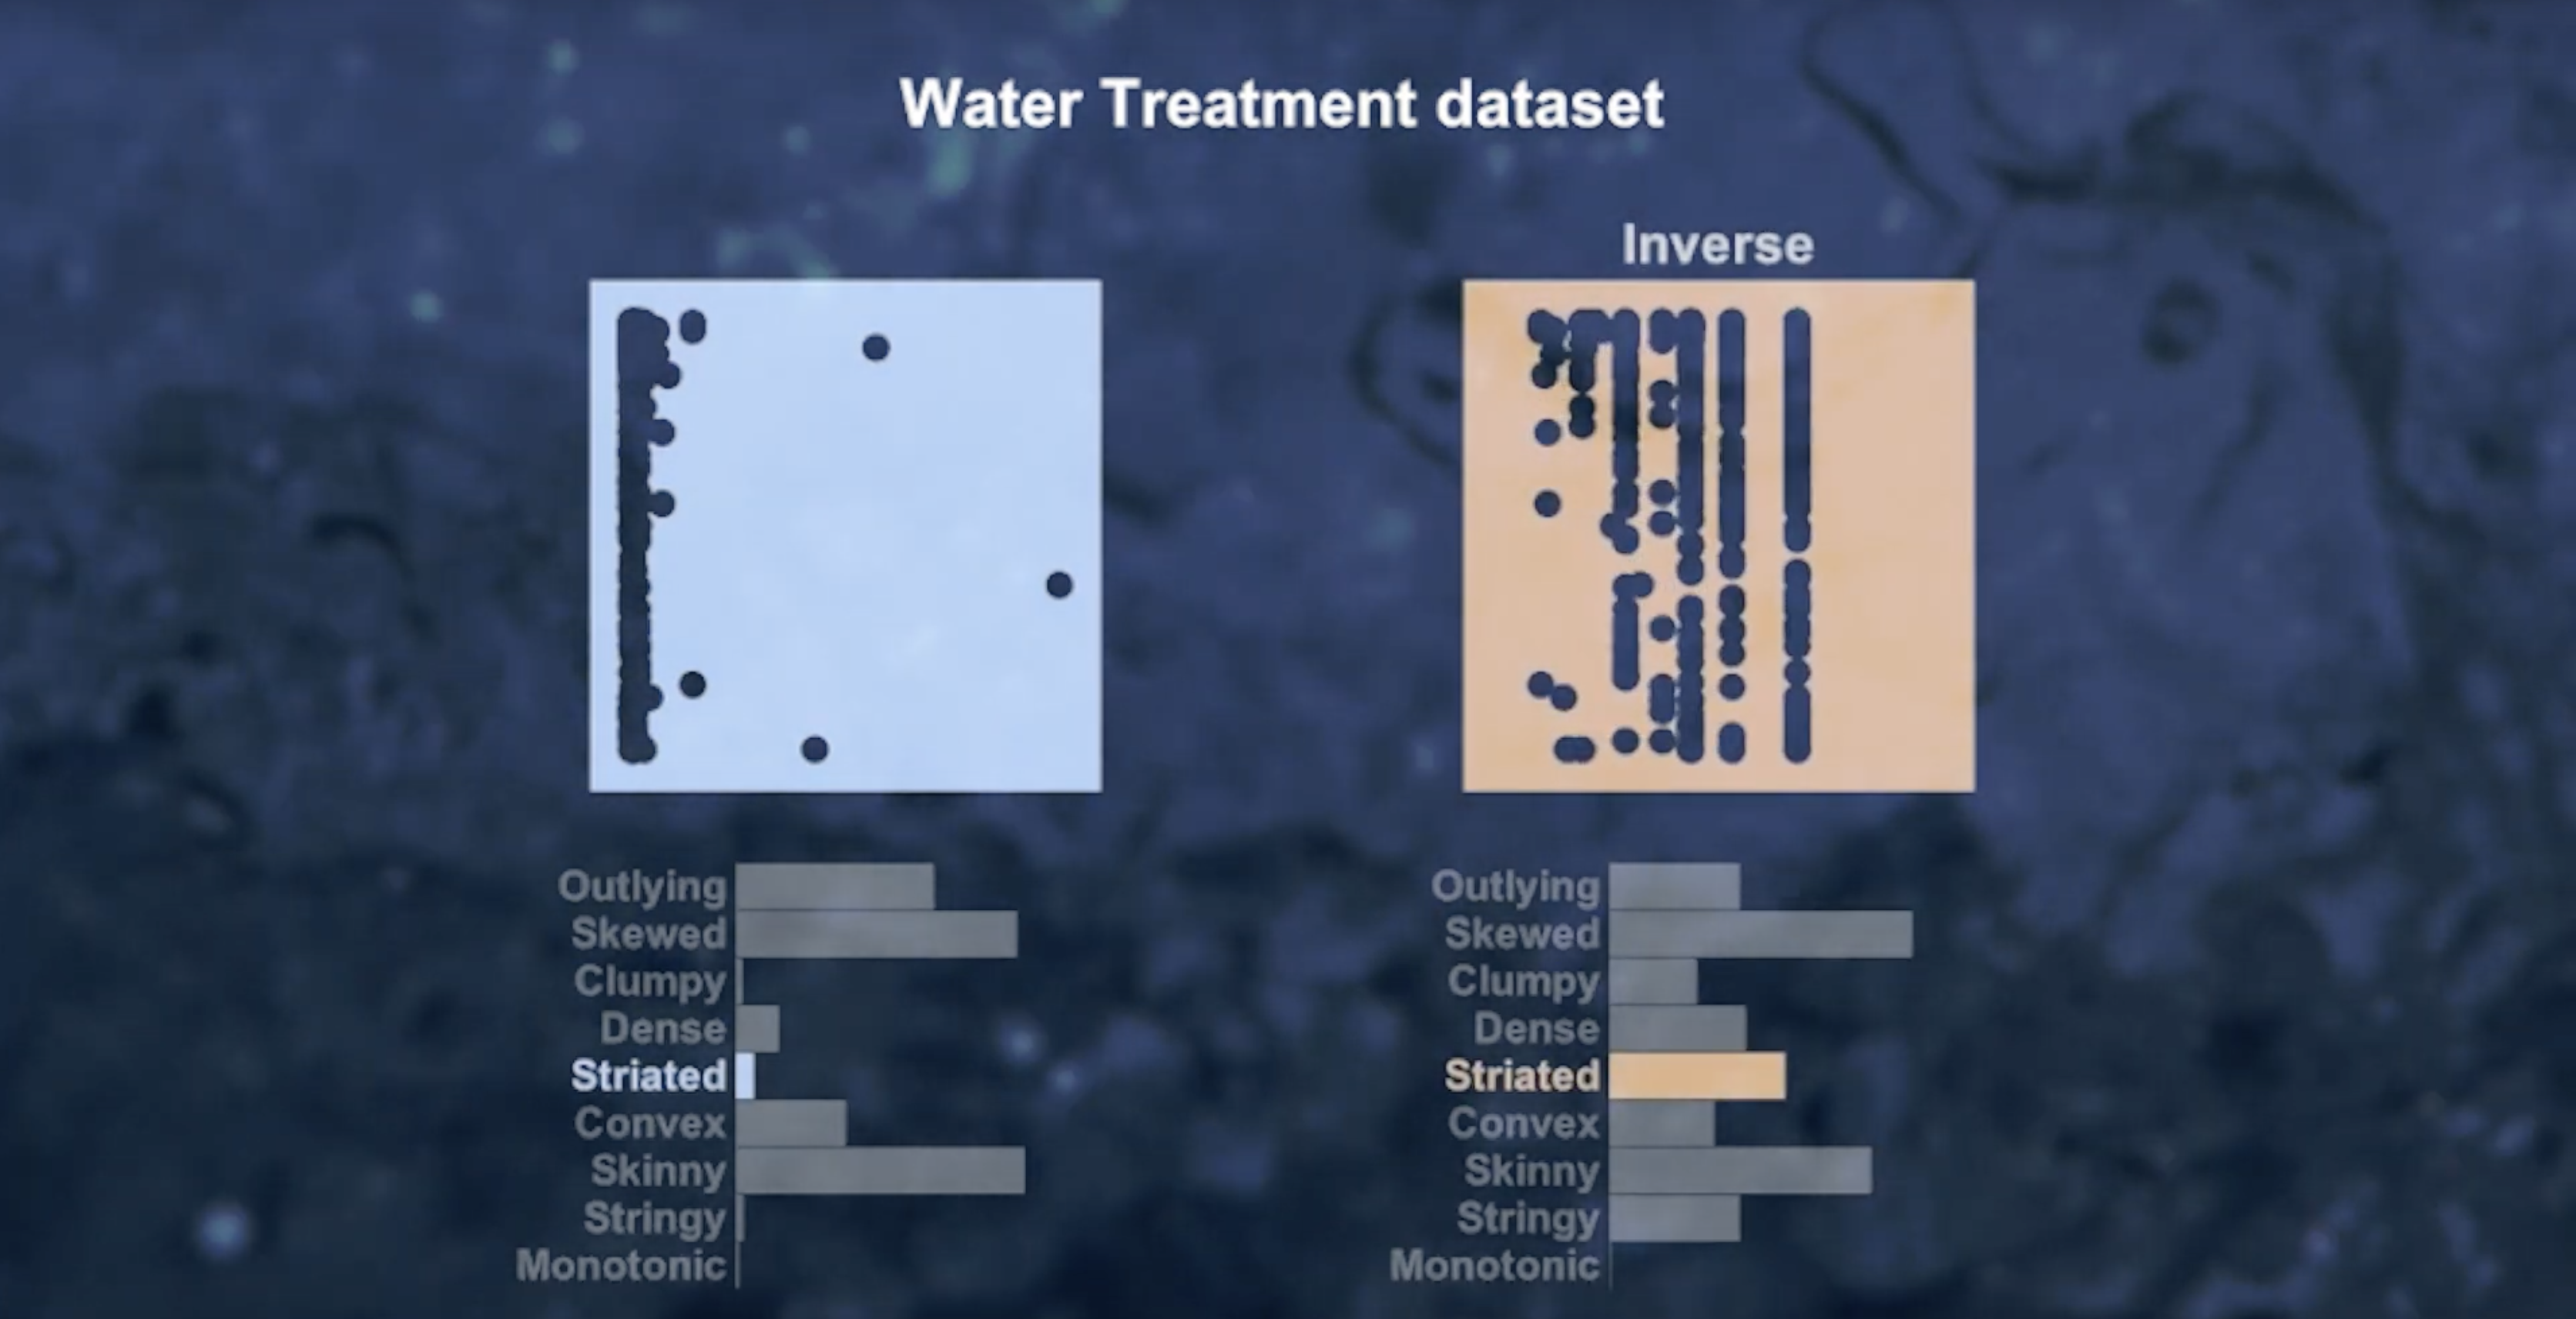 Water Treatment dataset
Inverse
Outlying
Skewed
Clumpy
Dense
Striated
Convex
Skinny
Stringy
Monotonic
Outlying
Skewed
Clumpy
Dense
Striated
Convex
Skinny
Stringy
Monotonic